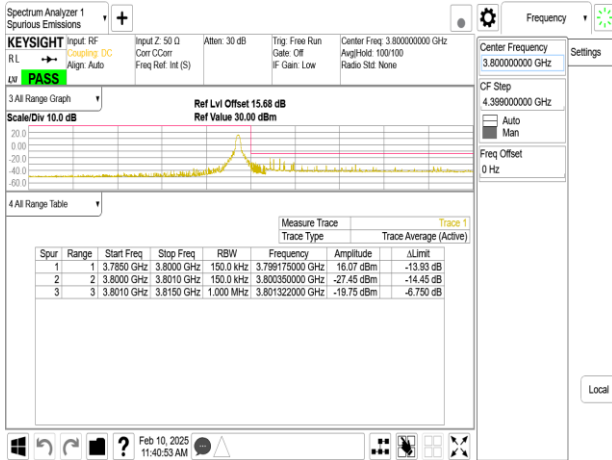 Spectrum Analyzer 1
Spurious Emissions
Frequency
KEYSIGHT
Input: RF
Coupling: DC
Align: Auto
Input Z: 50 Ω
Corr CCorr
Freq Ref: Int (S)
Atten: 30 dB
Trig: Free Run
Gate: Off
IF Gain: Low
Center Freq: 3.800000000 GHz
Avg|Hold: 100/100
Radio Std: None
RL
LXI PASS
Center Frequency
3.800000000 GHz
Settings
CF Step
4.399000000 GHz
Auto
Man
Freq Offset
0 Hz
Local
3 All Range Graph
Scale/Div 10.0 dB
Ref Lvl Offset 15.68 dB
Ref Value 30.00 dBm
20.0
0.00
-20.0
-40.0
-60.0
4 All Range Table
Measure Trace Trace 1
Trace Type Trace Average (Active)
Spur Range Start Freq Stop Freq RBW Frequency Amplitude ΔLimit
1 1 3.7850 GHz 3.8000 GHz 150.0 kHz 3.799175000 GHz 16.07 dBm -13.93 dB
2 2 3.8000 GHz 3.8010 GHz 150.0 kHz 3.800350000 GHz -27.45 dBm -14.45 dB
3 3 3.8010 GHz 3.8150 GHz 1.000 MHz 3.801322000 GHz -19.75 dBm -6.750 dB
?
Feb 10, 2025
11:40:53 AM